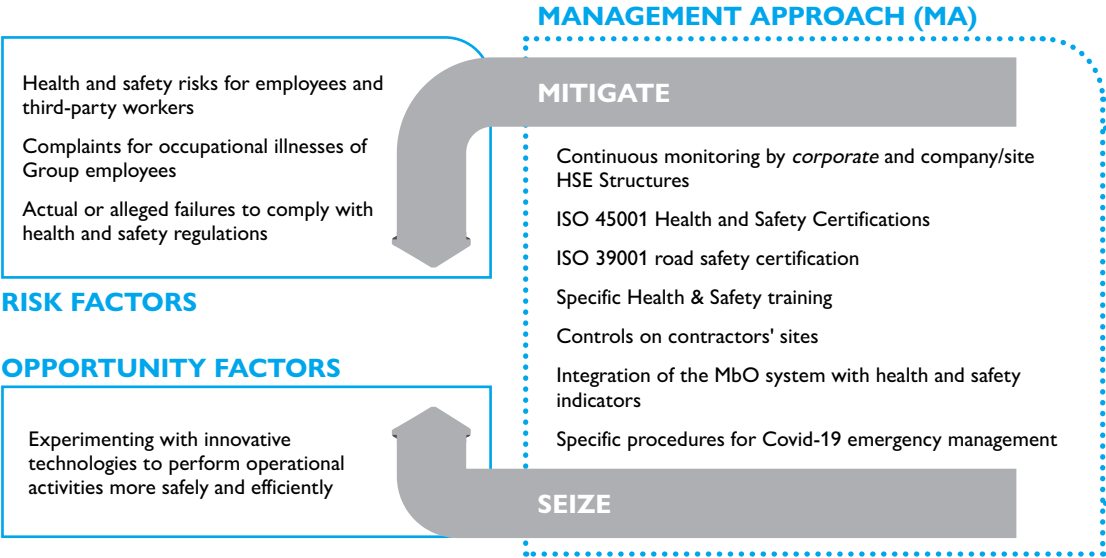 MANAGEMENT APPROACH (MA)
Health and safety risks for employees and
third-party workers
Complaints for occupational illnesses of
Group employees
Actual or alleged failures to comply with
health and safety regulations
RISK FACTORS
OPPORTUNITY FACTORS
Experimenting with innovative
technologies to perform operational
activities more safely and efficiently
MITIGATE
Continuous monitoring by corporate and company/site
HSE Structures
ISO 45001 Health and Safety Certifications
ISO 39001 road safety certification
Specific Health & Safety training
Controls on contractors' sites
Integration of the MbO system with health and safety
indicators
Specific procedures for Covid-19 emergency management
SEIZE